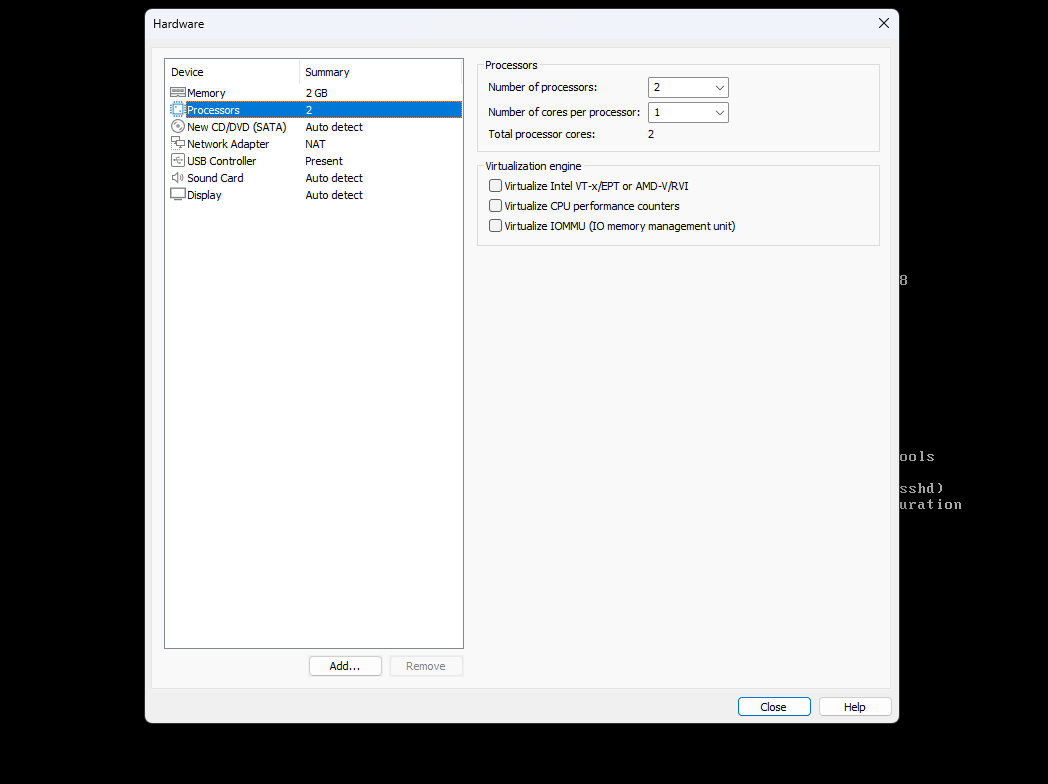 Hardware
Device Summary
Memory 2 GB
Processors 2
New CD/DVD (SATA) Auto detect
Network Adapter NAT
USB Controller Present
Sound Card Auto detect
Display Auto detect
Add...
Remove
Processors
Number of processors: 2
Number of cores per processor: 1
Total processor cores: 2
Virtualization engine
Virtualize Intel VT-x/EPT or AMD-V/RVI
Virtualize CPU performance counters
Virtualize IOMMU (IO memory management unit)
Close
Help
8
ools
sshd)
uration